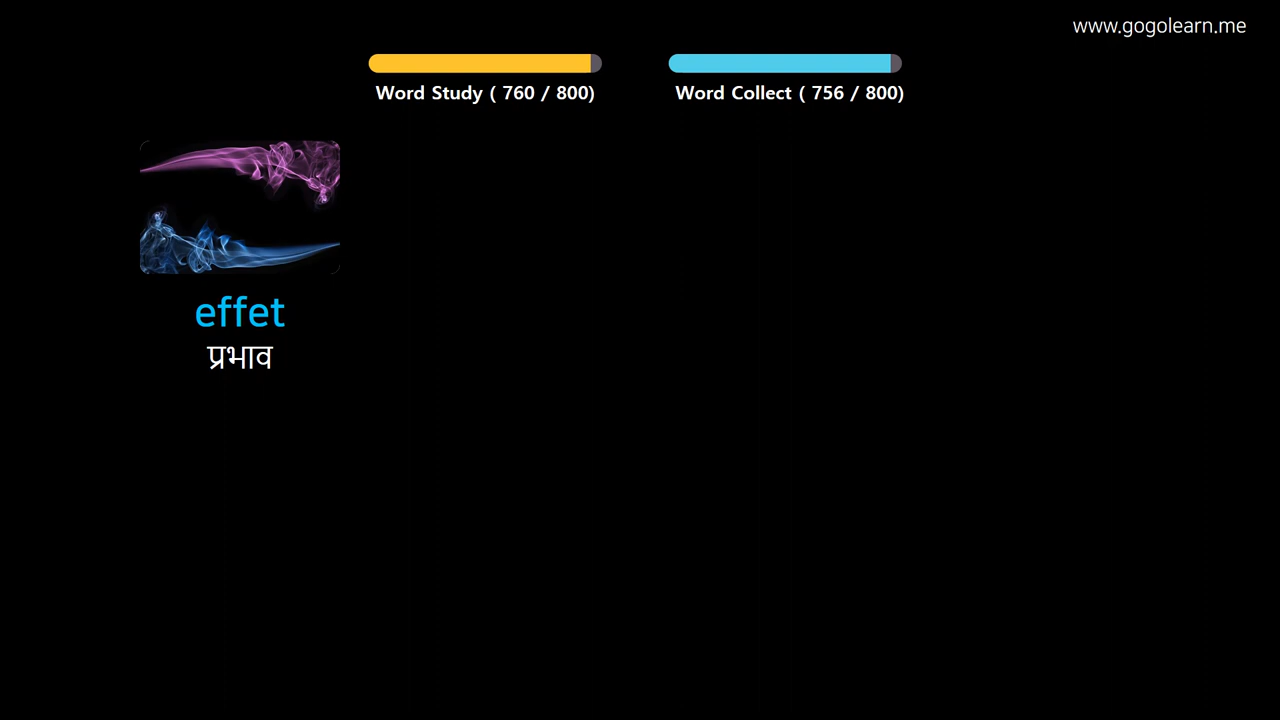 www.gogolearn.me
Word Study ( 760 / 800)
Word Collect ( 756 / 800)
effet
प्रभाव